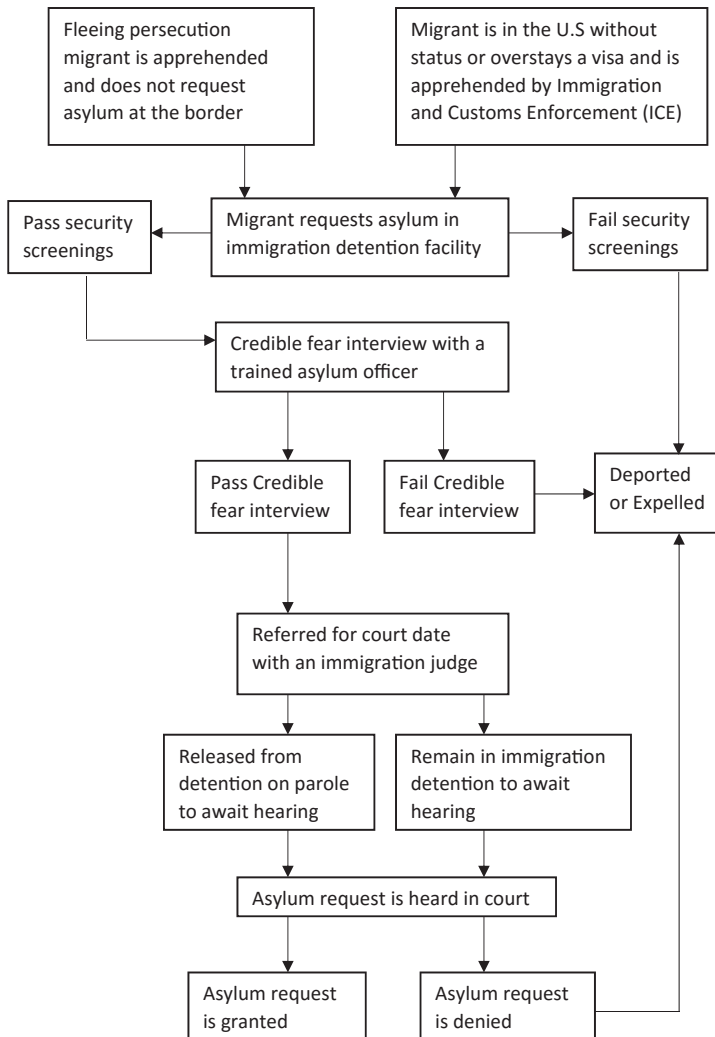 Fleeing persecution
migrant is apprehended
and does not request
asylum at the border
Migrant is in the U.S without
status or overstays a visa and is
apprehended by Immigration
and Customs Enforcement (ICE)
Pass security
screenings
Migrant requests asylum in
immigration detention facility
Fail security
screenings
Credible fear interview with a
trained asylum officer
Pass Credible
fear interview
Fail Credible
fear interview
Deported
or Expelled
Referred for court date
with an immigration judge
Released from
detention on parole
to await hearing
Remain in immigration
detention to await
hearing
Asylum request is heard in court
Asylum request
is granted
Asylum request
is denied